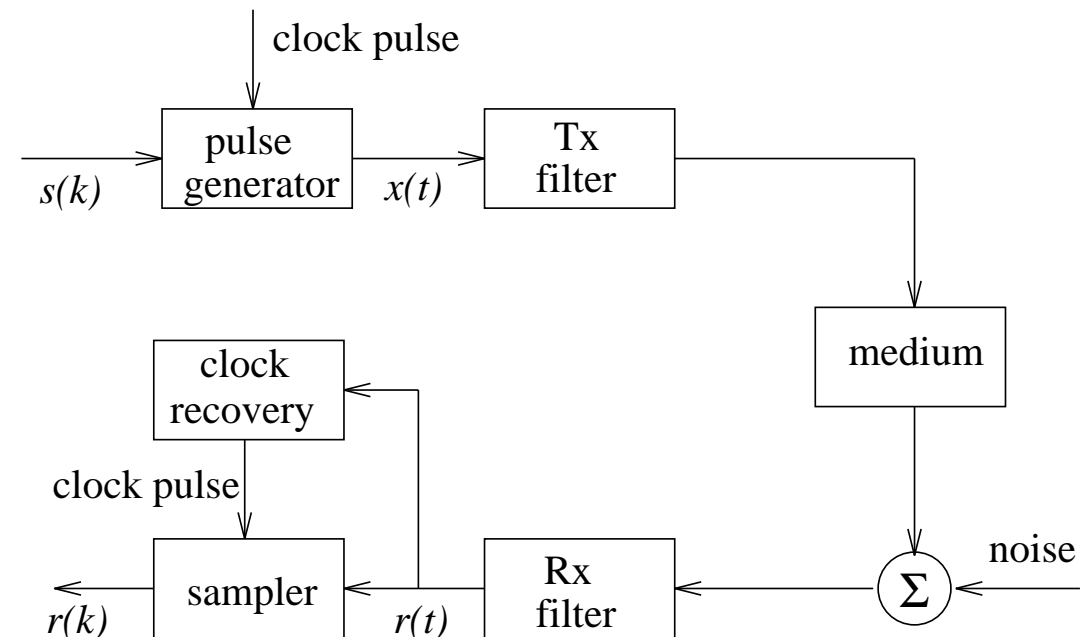 clock pulse
pulse
generator
Tx
filter
s(k)
x(t)
medium
clock
recovery
clock pulse
noise
Σ
sampler
Rx
filter
r(k)
r(t)